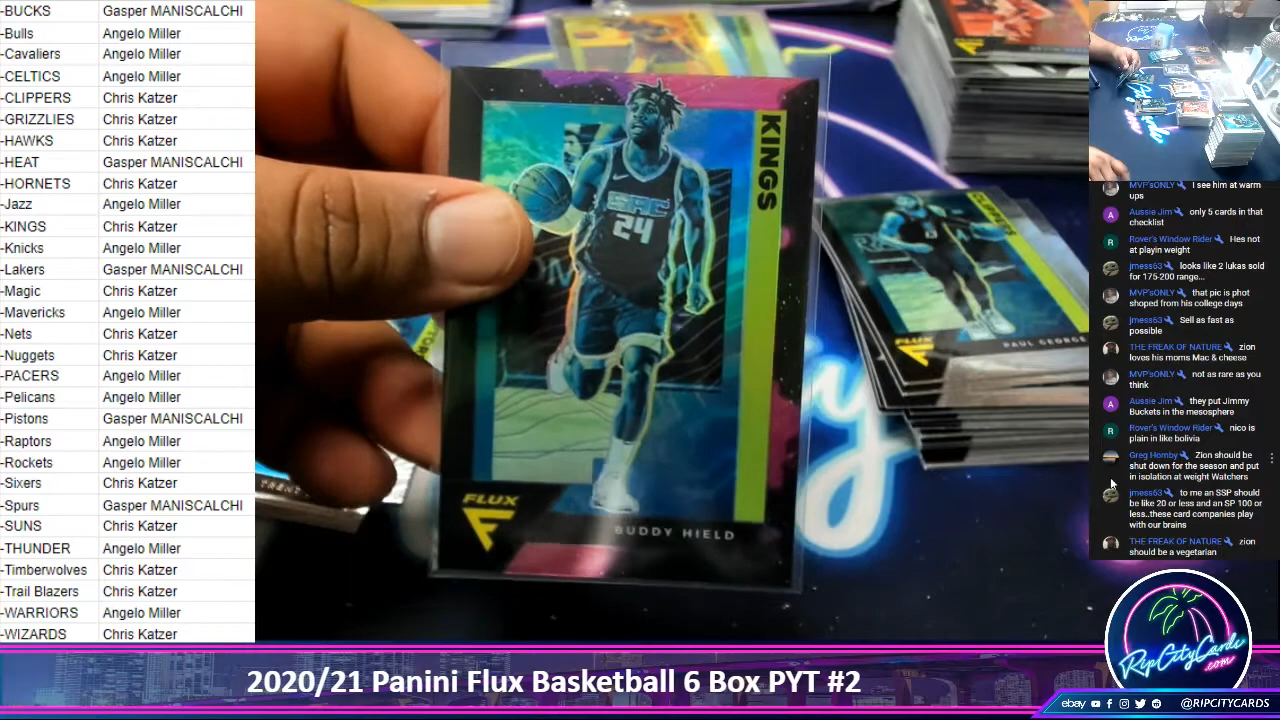 -BUCKS Gasper MANISCALCHI
-Bulls Angelo Miller
-Cavaliers Angelo Miller
-CELTICS Angelo Miller
-CLIPPERS Chris Katzer
-GRIZZLIES Chris Katzer
-HAWKS Chris Katzer
-HEAT Gasper MANISCALCHI
-HORNETS Chris Katzer
-Jazz Angelo Miller
-KINGS Chris Katzer
-Knicks Angelo Miller
-Lakers Gasper MANISCALCHI
-Magic Chris Katzer
-Mavericks Angelo Miller
-Nets Chris Katzer
-Nuggets Chris Katzer
-PACERS Angelo Miller
-Pelicans Angelo Miller
-Pistons Gasper MANISCALCHI
-Raptors Angelo Miller
-Rockets Angelo Miller
-Sixers Chris Katzer
-Spurs Gasper MANISCALCHI
-SUNS Chris Katzer
-THUNDER Angelo Miller
-Timberwolves Chris Katzer
-Trail Blazers Chris Katzer
-WARRIORS Angelo Miller
-WIZARDS Chris Katzer
KINGS
SAC
24
FLUX
BUDDY HIELD
CLIPPERS
FLUX
PAUL GEORGE
MVP'sONLY I see him at warm
ups
Aussie Jim only 5 cards in that
checklist
Rover's Window Rider Hes not
at playin weight
jmess63 looks like 2 lukas sold
for 175-200 range...
MVP'sONLY that pic is phot
shoped from his college days
jmess63 Sell as fast as
possible
THE FREAK OF NATURE zion
loves his moms Mac & cheese
MVP'sONLY not as rare as you
think
Aussie Jim they put Jimmy
Buckets in the mesosphere
Rover's Window Rider nico is
plain in like bolivia
Greg Homby Zion should be
shut down for the season and put
in isolation at weight Watchers
jmess63 to me an SSP should
be like 20 or less and an SP 100 or
less..these card companies play
with our brains
THE FREAK OF NATURE zion
should be a vegetarian
RipCityCards
.com
2020/21 Panini Flux Basketball 6 Box PYT #2
ebay @RIPCITYCARDS